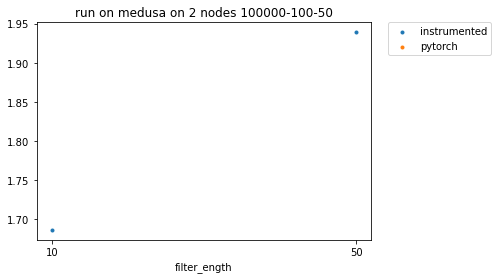 run on medusa on 2 nodes 100000-100-50
instrumented
pytorch
1.95
1.90
1.85
1.80
1.75
1.70
10 50
filter_ength